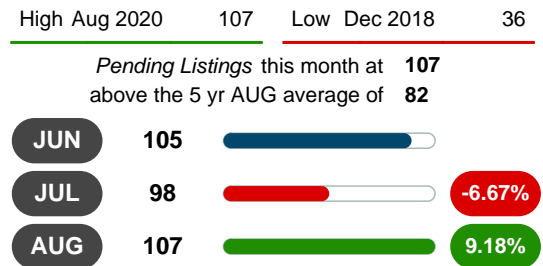 High Aug 2020 107 Low Dec 2018 36
Pending Listings this month at 107
above the 5 yr AUG average of 82
JUN 105
JUL 98 -6.67%
AUG 107 9.18%